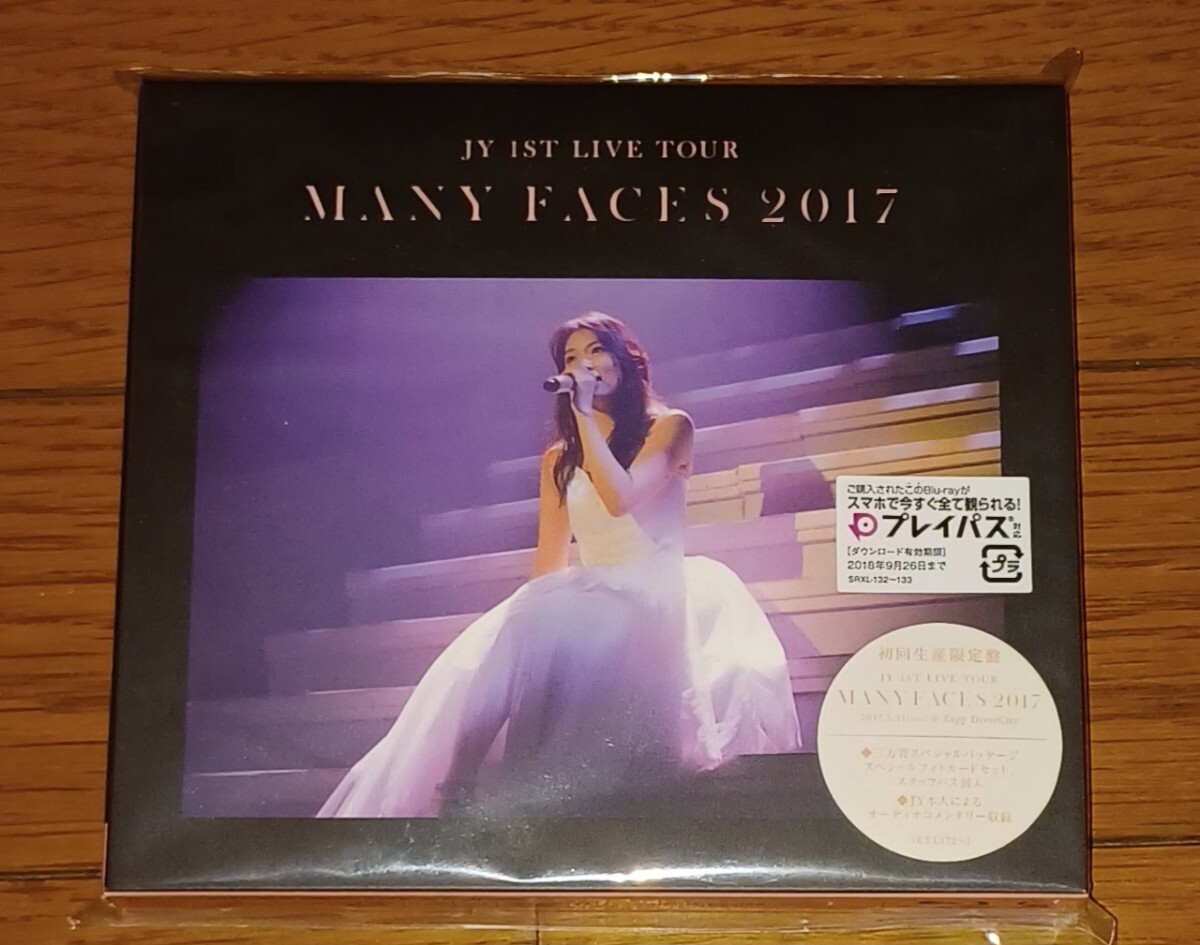 JY 1ST LIVE TOUR
MANY FACES 2017
ご購入されたこのBlu-rayが
スマホで今すぐ全て観られる!
プレイパス®対応
[ダウンロード有効期限]
2018年9月26日まで
SRXL-132~133
プラ
初回生産限定盤
JY 1ST LIVE TOUR
MANY FACES 2017
@ Zepp DiverCity
◆三方背スペシャルパッケージ
スペシャルフォトカードセット、
スタッフパス封入
◆JY本人による
オーディオコメンタリー収録